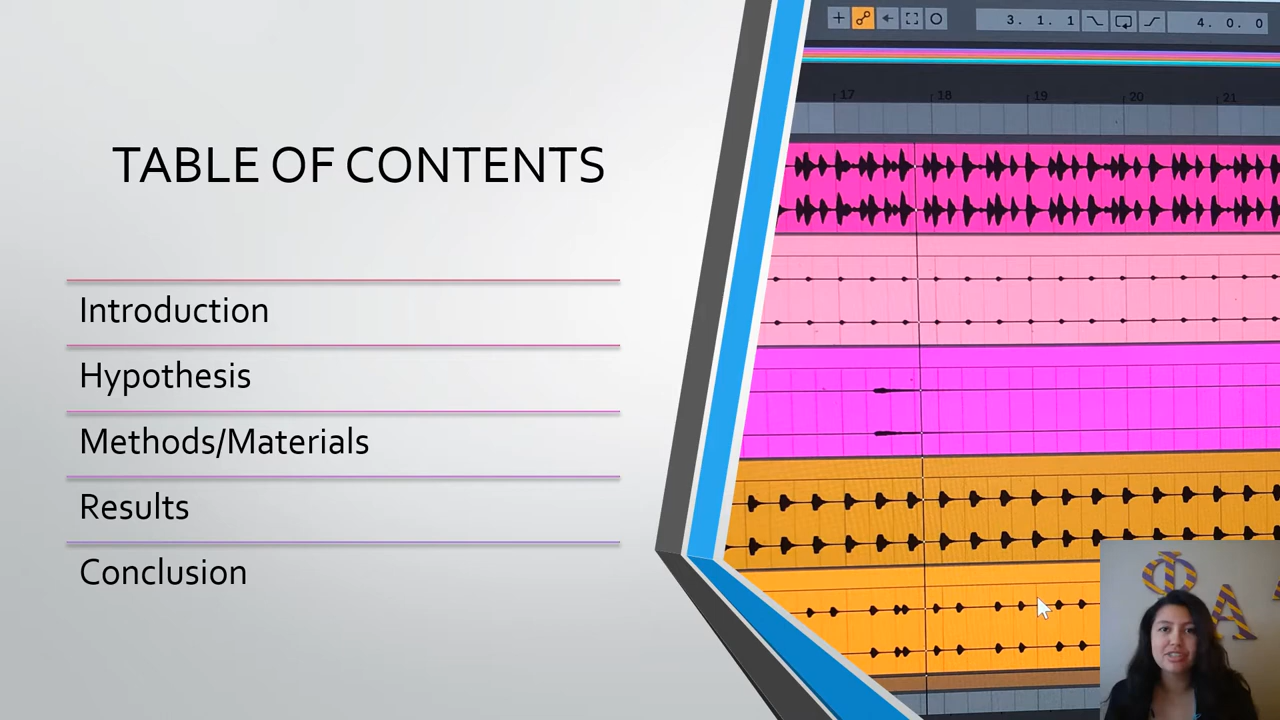 TABLE OF CONTENTS
Introduction
Hypothesis
Methods/Materials
Results
Conclusion
3. 1. 1
4. 0. 0
17
18
19
20
21
Φ
A